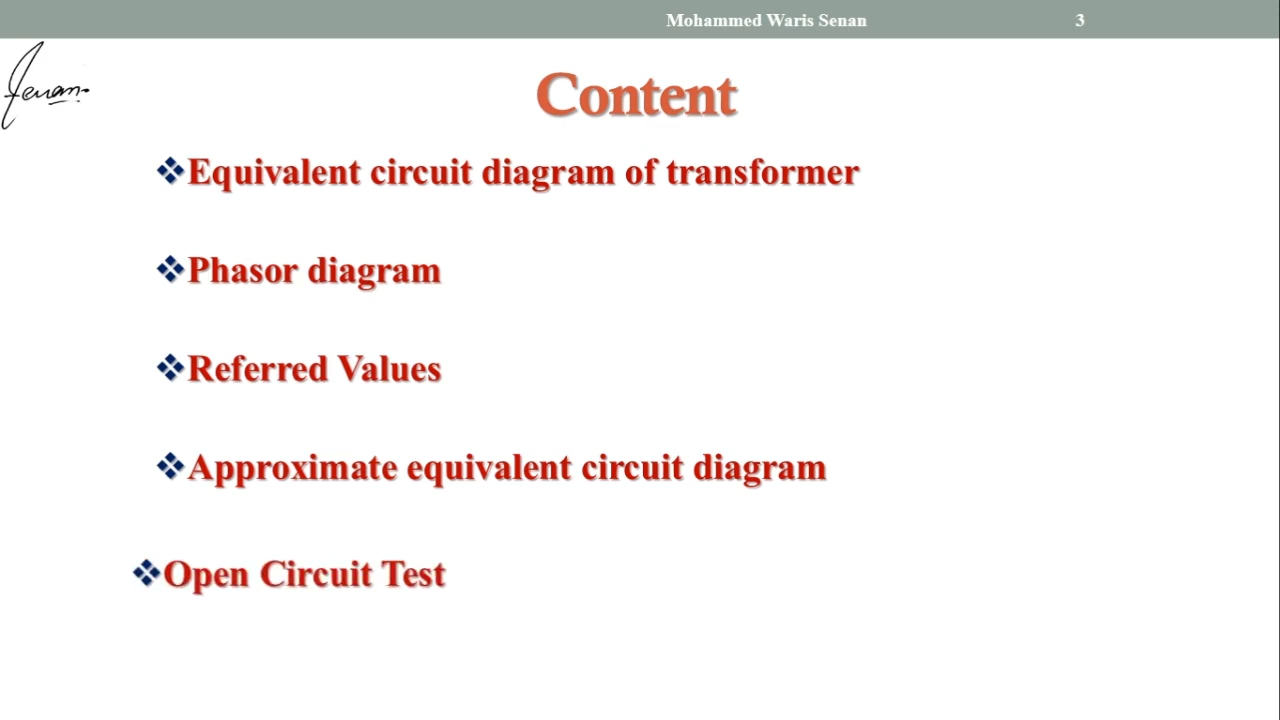 Mohammed Waris Senan 3
Senan
Content
❖Equivalent circuit diagram of transformer
❖Phasor diagram
❖Referred Values
❖Approximate equivalent circuit diagram
❖Open Circuit Test